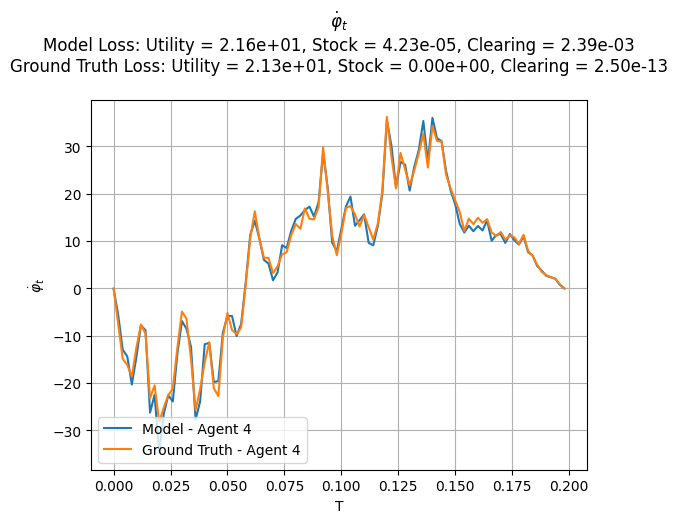 $\dot{\varphi}_t$
Model Loss: Utility = 2.16e+01, Stock = 4.23e-05, Clearing = 2.39e-03
Ground Truth Loss: Utility = 2.13e+01, Stock = 0.00e+00, Clearing = 2.50e-13
30
20
10
0
−10
−20
−30
$\dot{\varphi}_t$
Model - Agent 4
Ground Truth - Agent 4
0.000 0.025 0.050 0.075 0.100 0.125 0.150 0.175 0.200
T